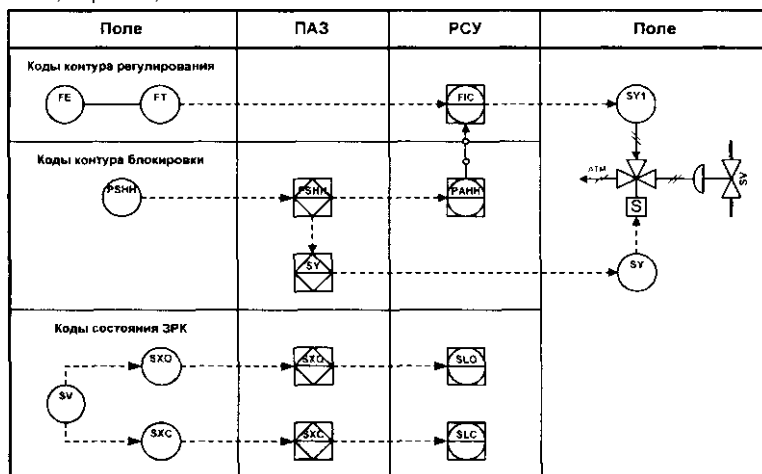 Поле
ПАЗ
РСУ
Поле
Коды контура регулирования
FE
FT
FIC
SY1
Коды контура блокировки
PSHH
PSHH
PAHH
АТМ
SV
S
SY
SY
Коды состояния ЗРК
SXO
SXO
SLO
SV
SXC
SXC
SLC